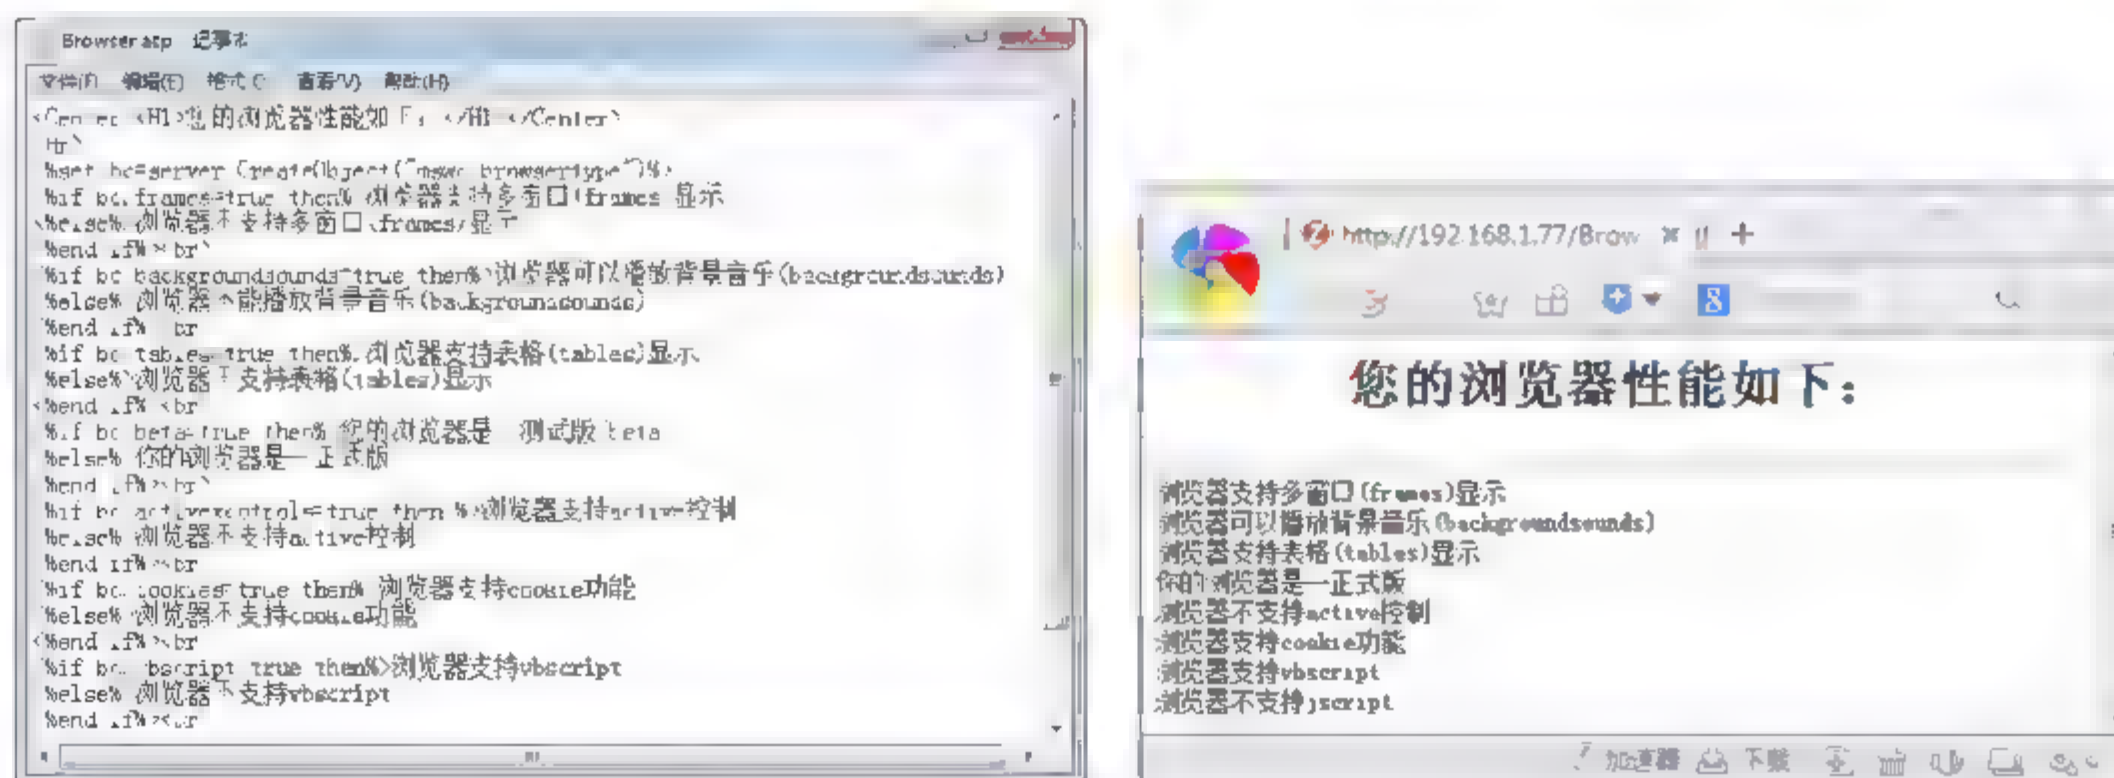 Browser.asp 记事本
文件(F) 编辑(E) 格式 查看(V) 帮助(H)
<H1>您的浏览器性能如下: </H1> </Center>
%set bc=server CreateObject("mswc browsertype")%>
%if bc.frames=true then% 浏览器支持多窗口(frames 显示
<%else% 浏览器不支持多窗口(frames)显示
%end if%><br>
%if bc backgroundsounds=true then%>浏览器可以播放背景音乐(backgroundsounds)
%else% 浏览器不能播放背景音乐(backgroundsounds)
%end if% br
%if bc tables=true then% 浏览器支持表格(tables)显示
%else%>浏览器不支持表格(tables)显示
<%end if% <br
%if bc beta=true then% 您的浏览器是 测试版 beta
%else% 你的浏览器是一正式版
%end if%><br>
%if bc activexcontrols=true then %>浏览器支持active控制
%else% 浏览器不支持active控制
%end if%><br
%if bc.cookies=true then% 浏览器支持cookie功能
%else% 浏览器不支持cookie功能
<%end if%><br
%if bc. vbscript true then%>浏览器支持vbscript
%else% 浏览器不支持vbscript
%end if%><br
http://192.168.1.77/Brow
您的浏览器性能如下:
浏览器支持多窗口(frames)显示
浏览器可以播放背景音乐(backgroundsounds)
浏览器支持表格(tables)显示
你的浏览器是一正式版
浏览器不支持active控制
浏览器支持cookie功能
浏览器支持vbscript
浏览器不支持jscript
加速器 下载